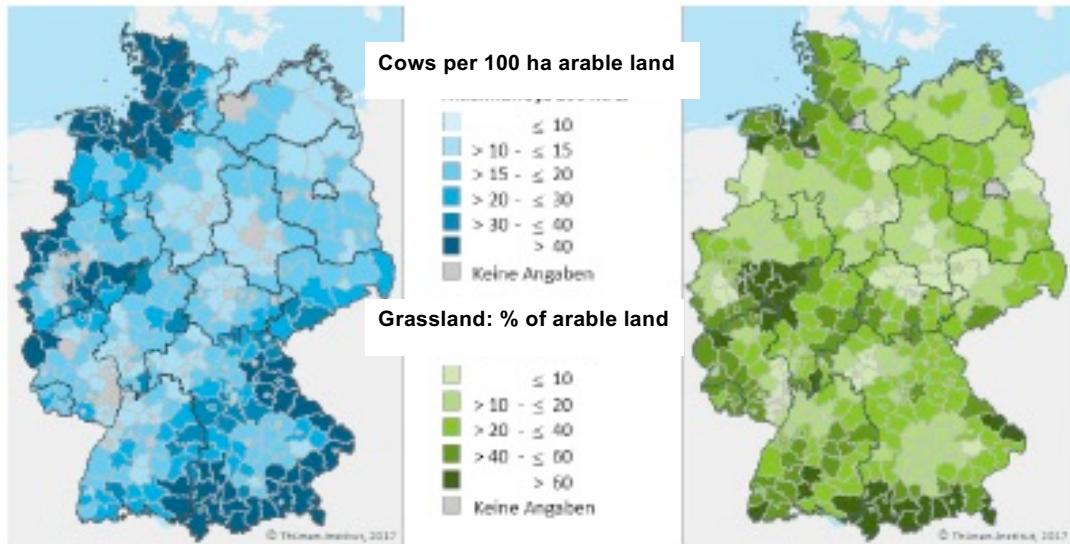 Cows per 100 ha arable land
≤ 10
> 10 - ≤ 15
> 15 - ≤ 20
> 20 - ≤ 30
> 30 - ≤ 40
> 40
Keine Angaben
Grassland: % of arable land
≤ 10
> 10 - ≤ 20
> 20 - ≤ 40
> 40 - ≤ 60
> 60
Keine Angaben
© Thünen-Institut, 2017
© Thünen-Institut, 2017